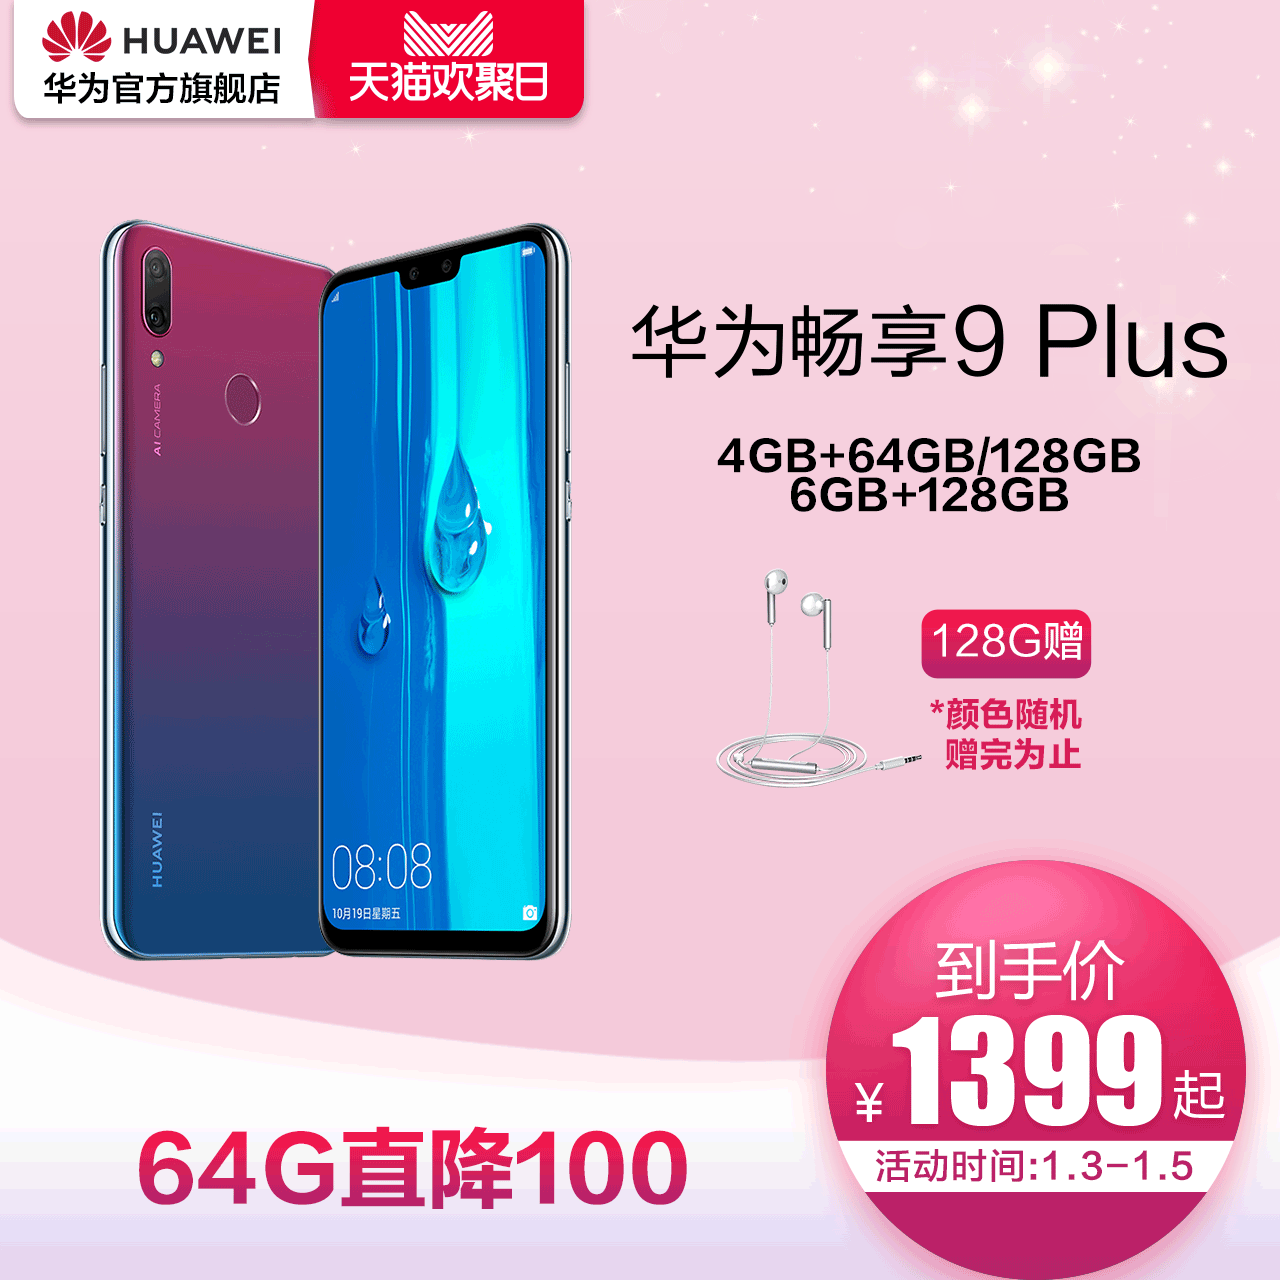 HUAWEI
华为官方旗舰店
天猫欢聚日
华为畅享9 Plus
4GB+64GB/128GB
6GB+128GB
AI CAMERA
HUAWEI
08:08
10月19日星期五
128G赠
*颜色随机
赠完为止
到手价
¥1399起
活动时间:1.3-1.5
64G直降100